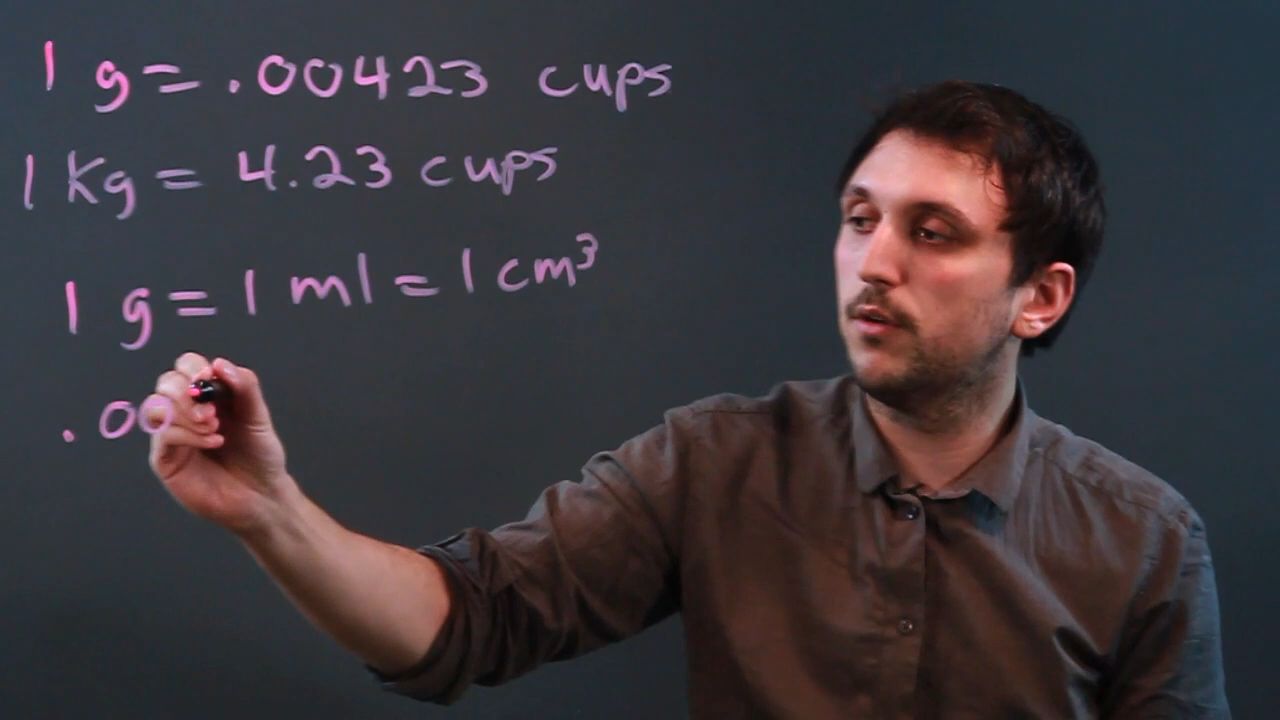 1 g = .00423 cups
1 Kg = 4.23 cups
1 g = 1 ml = 1 cm³
.00